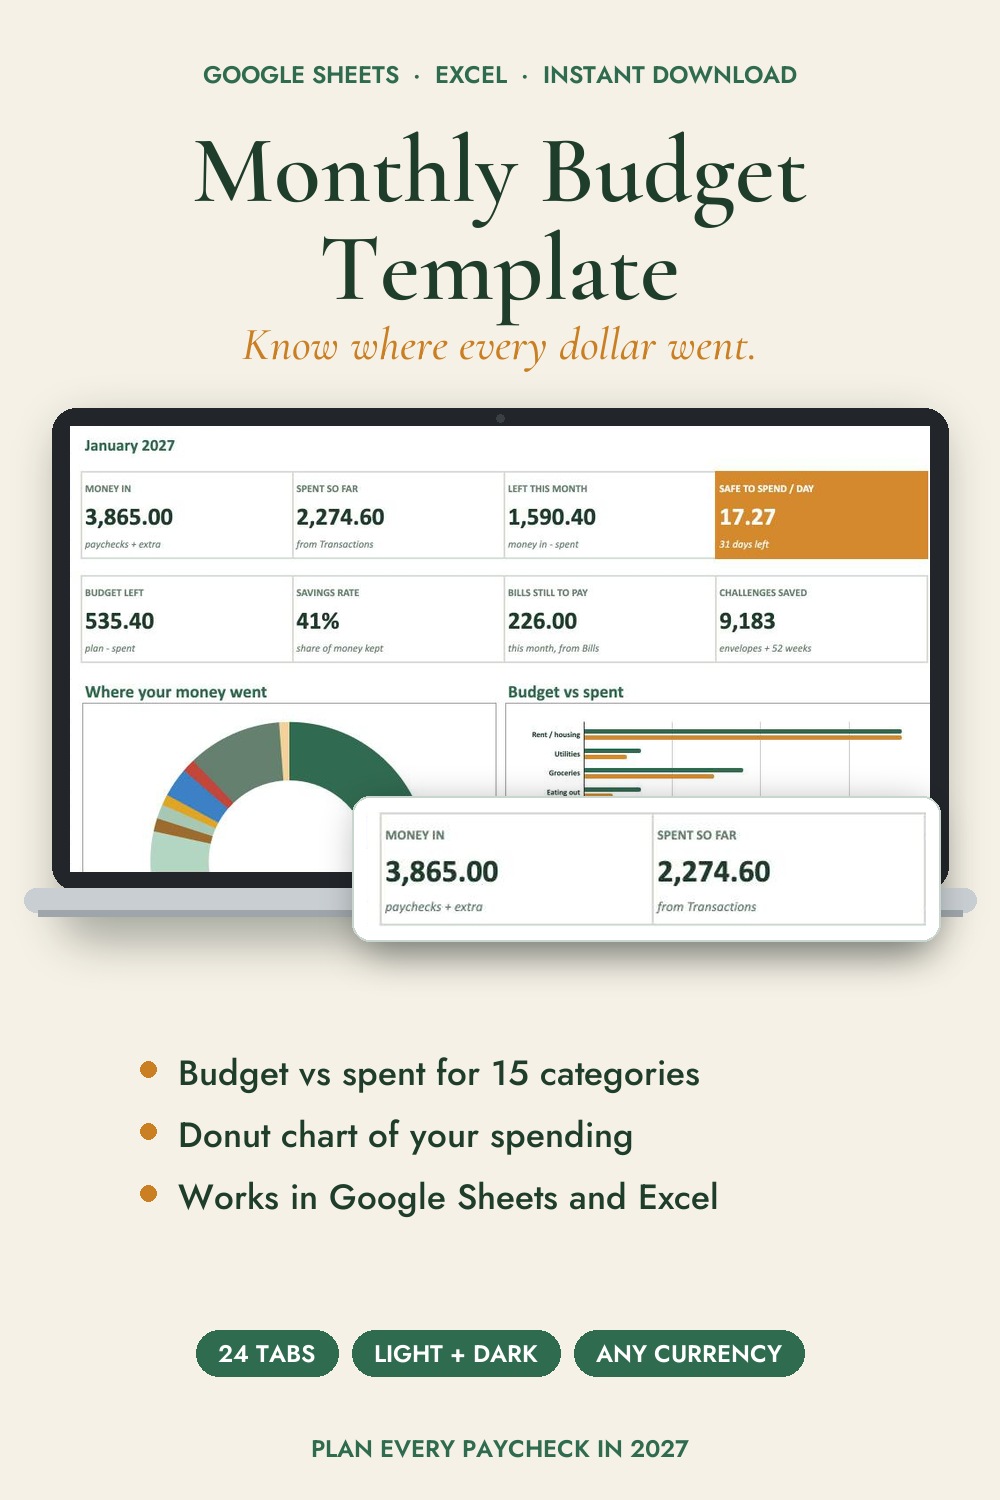 GOOGLE SHEETS · EXCEL · INSTANT DOWNLOAD
Monthly Budget
Template
Know where every dollar went.
January 2027
MONEY IN
3,865.00
paychecks + extra
SPENT SO FAR
2,274.60
from Transactions
LEFT THIS MONTH
1,590.40
money in - spent
SAFE TO SPEND / DAY
17.27
31 days left
BUDGET LEFT
535.40
plan - spent
SAVINGS RATE
41%
share of money kept
BILLS STILL TO PAY
226.00
this month, from Bills
CHALLENGES SAVED
9,183
envelopes + 52 weeks
Where your money went
Budget vs spent
Rent / housing
Utilities
Groceries
Eating out
MONEY IN
3,865.00
paychecks + extra
SPENT SO FAR
2,274.60
from Transactions
Budget vs spent for 15 categories
Donut chart of your spending
Works in Google Sheets and Excel
24 TABS
LIGHT + DARK
ANY CURRENCY
PLAN EVERY PAYCHECK IN 2027